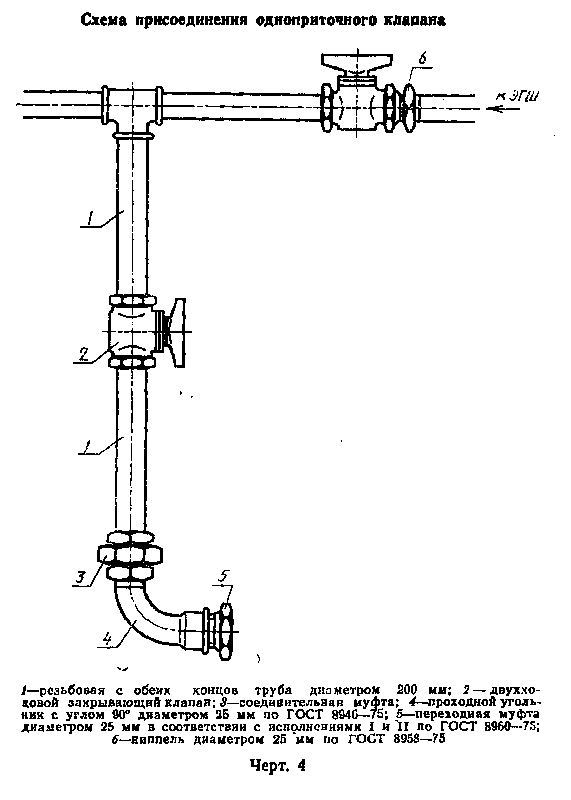 Схема присоединения одноприточного клапана
6
к ЭГШ
1
2
1
3
5
4
1—резьбовая с обеих концов труба диаметром 200 мм; 2—двуххо-
довой закрывающий клапан; 3—соединительная муфта; 4—проходной уголь-
ник с углом 90° диаметром 25 мм по ГОСТ 8946—75; 5—переходная муфта
диаметром 25 мм в соответствии с исполнениями I и II по ГОСТ 8960—75;
6—ниппель диаметром 25 мм по ГОСТ 8958—75
Черт. 4